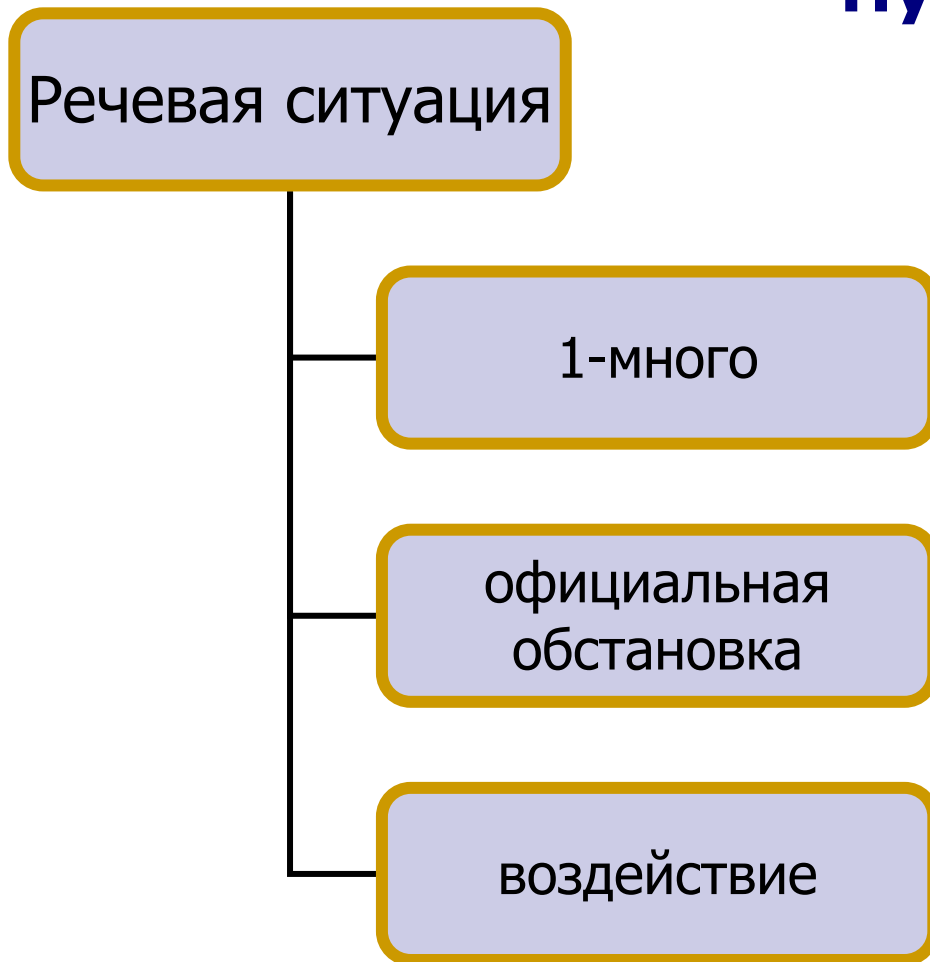 Речевая ситуация
1-много
официальная
обстановка
воздействие